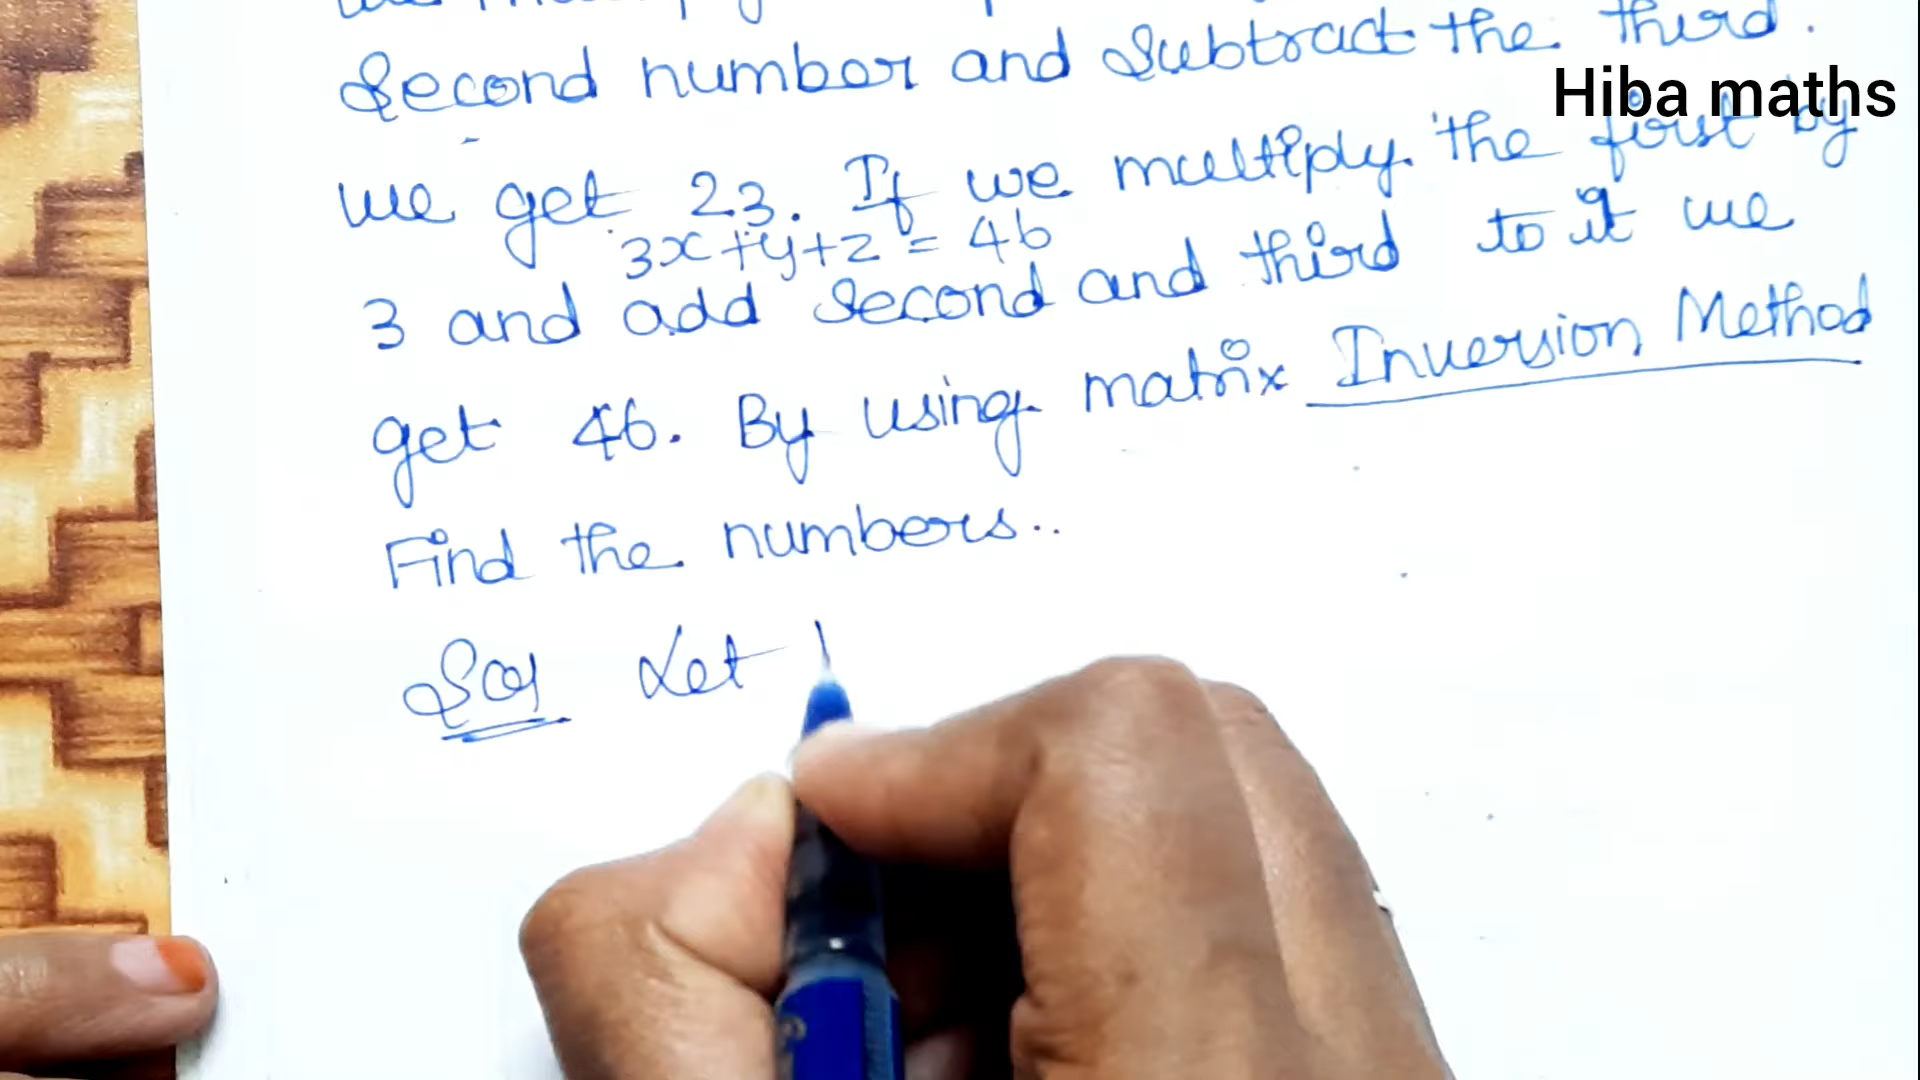 Second number and Subtract the third.
Hiba maths
we get 23. If we multiply the first by
3x+y+z = 46
3 and add Second and third to it we
get 46. By using matrix Inversion Method
Find the numbers..
Sol Let